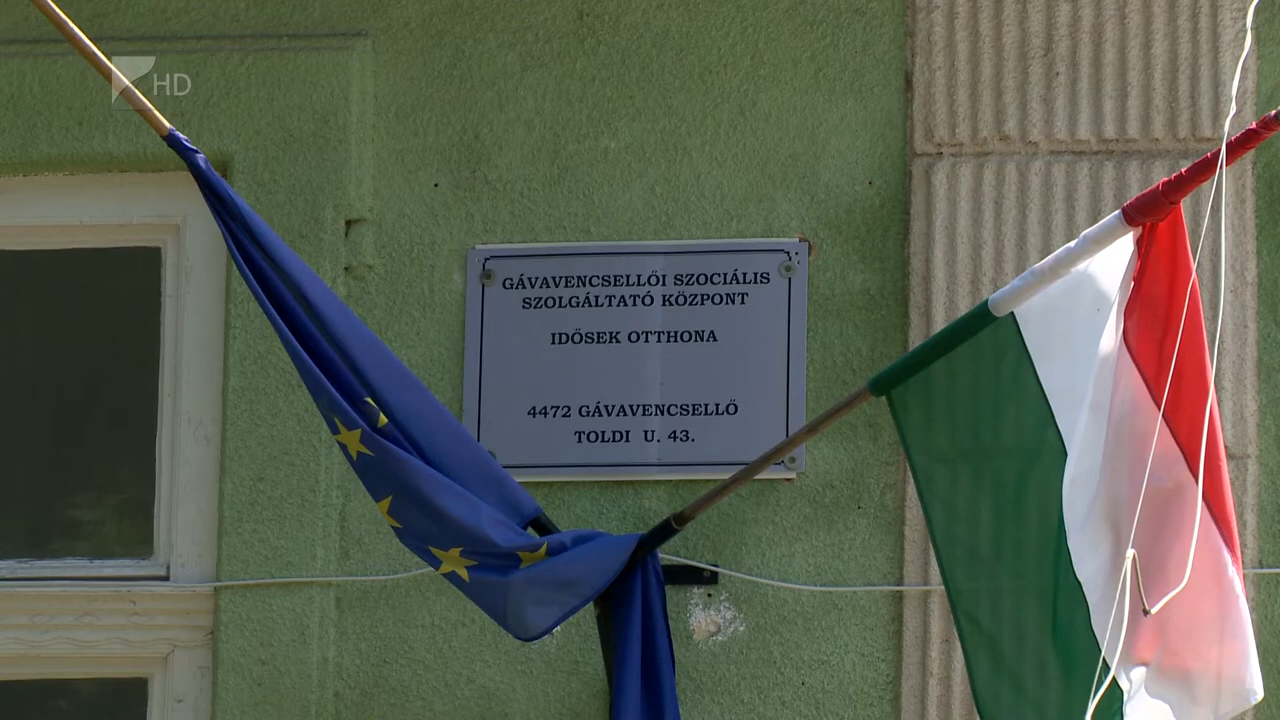 HD
GÁVAVENCSELLŐI SZOCIÁLIS
SZOLGÁLTATÓ KÖZPONT
IDŐSEK OTTHONA
4472 GÁVAVENCSELLŐ
TOLDI U. 43.